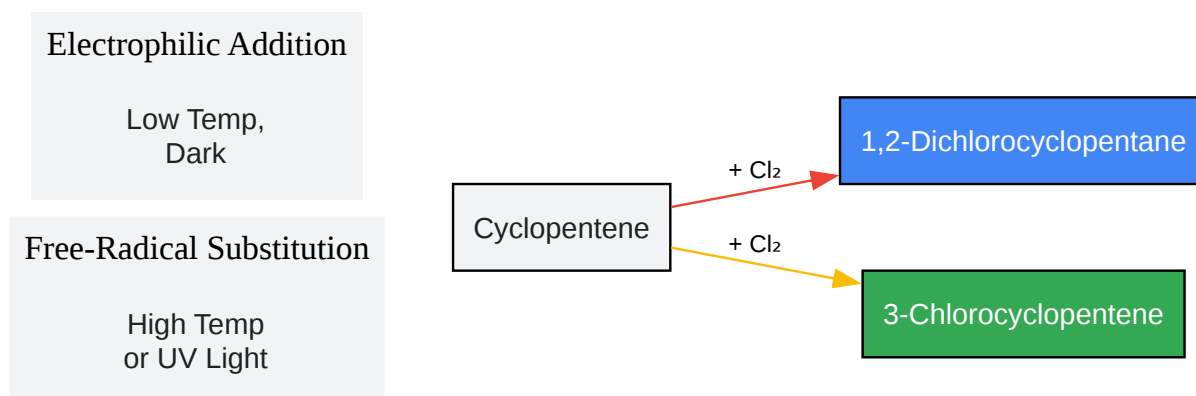 Electrophilic Addition
Low Temp,
Dark
Free-Radical Substitution
High Temp
or UV Light
Cyclopentene
+ Cl₂
+ Cl₂
1,2-Dichlorocyclopentane
3-Chlorocyclopentene